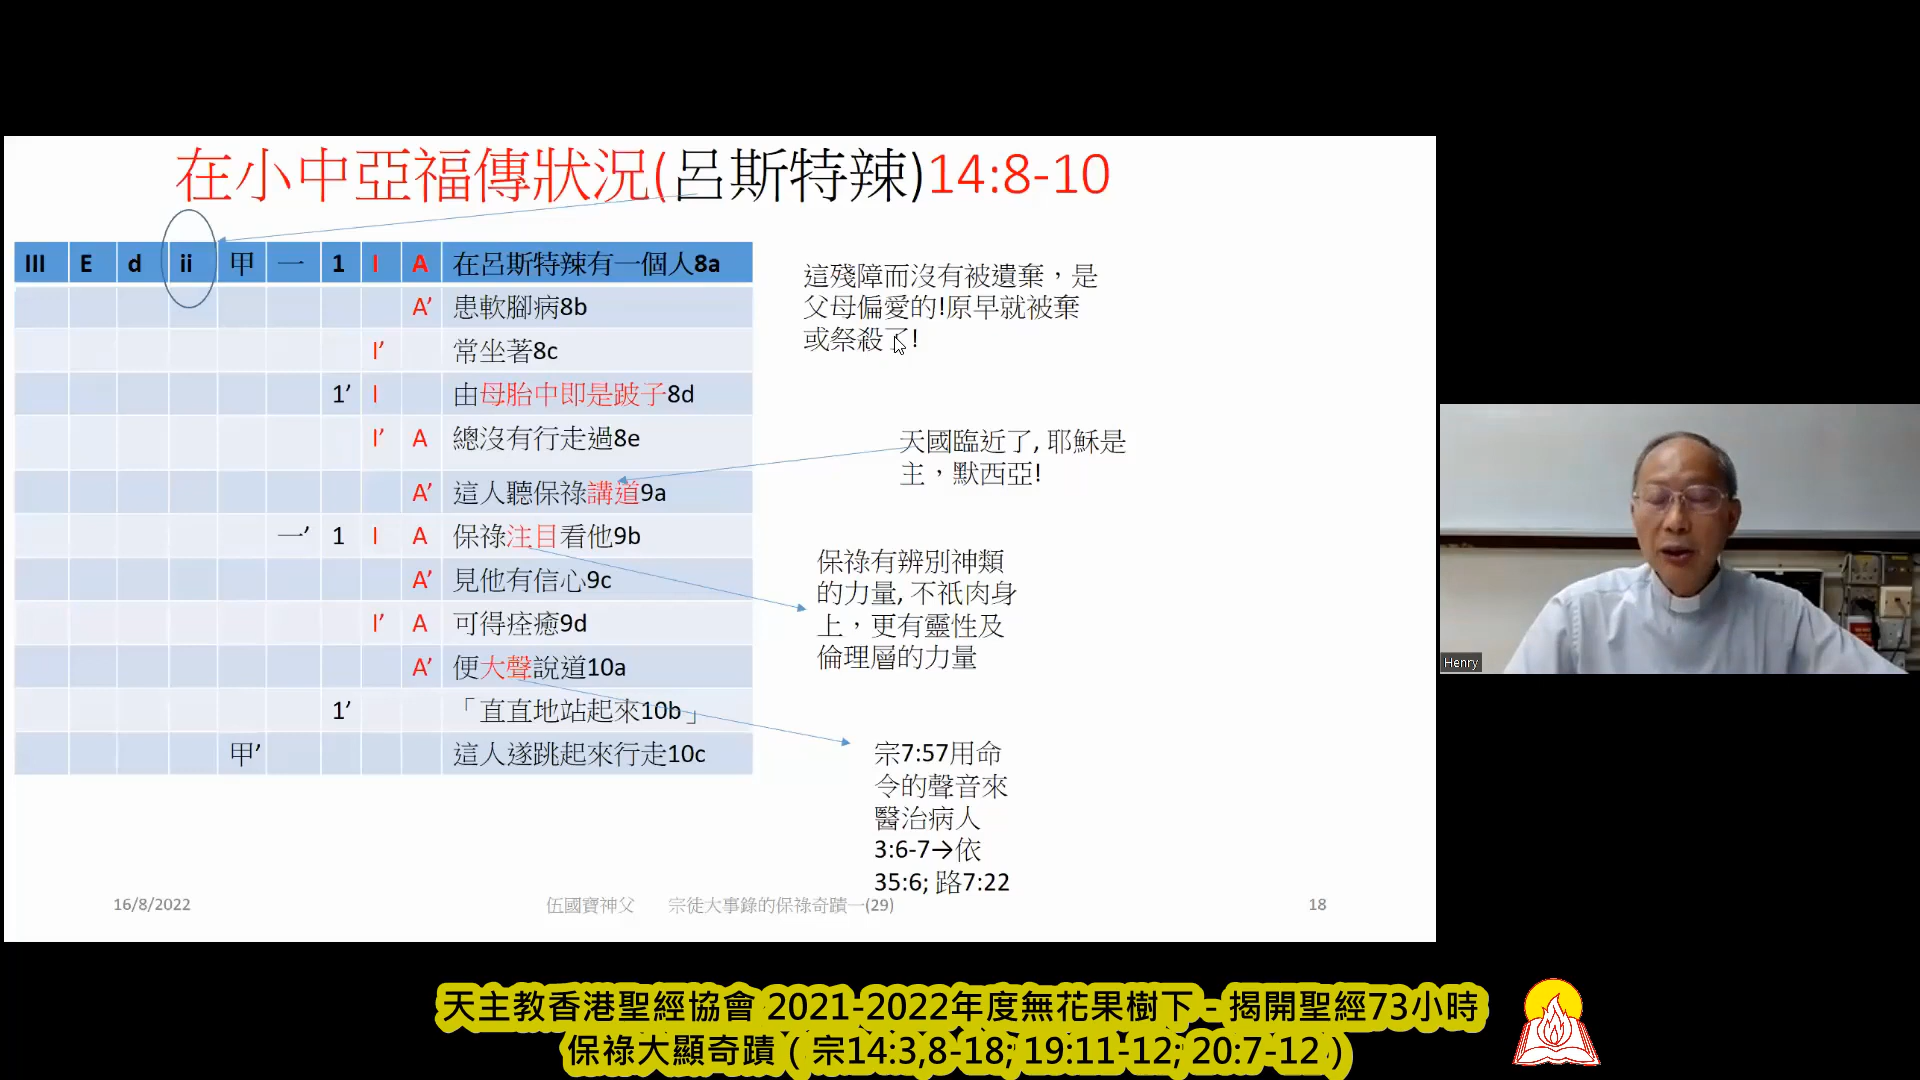 在小中亞福傳狀況(呂斯特辣)14:8-10
III E d ii 甲 一 1 I A 在呂斯特辣有一個人8a
A’ 患軟腳病8b
I’ 常坐著8c
1’ I 由母胎中即是跛子8d
I’ A 總沒有行走過8e
A’ 這人聽保祿講道9a
一’ 1 I A 保祿注目看他9b
A’ 見他有信心9c
I’ A 可得痊癒9d
A’ 便大聲說道10a
1’ 「直直地站起來10b」
甲’ 這人遂跳起來行走10c
這殘障而沒有被遺棄，是
父母偏愛的!原早就被棄
或祭殺了!
天國臨近了, 耶穌是
主，默西亞!
保祿有辨別神類
的力量, 不祇肉身
上，更有靈性及
倫理層的力量
宗7:57用命
令的聲音來
醫治病人
3:6-7→依
35:6; 路7:22
16/8/2022 伍國寶神父 宗徒大事錄的保祿奇蹟一(29) 18
Henry
天主教香港聖經協會 2021-2022年度無花果樹下 - 揭開聖經73小時
保祿大顯奇蹟 ( 宗14:3,8-18; 19:11-12; 20:7-12 )